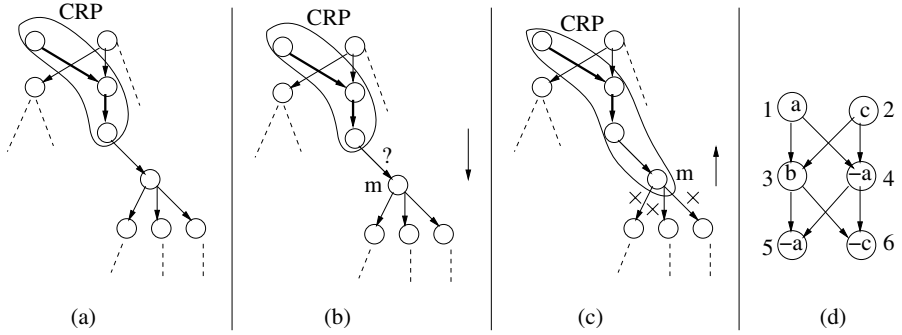 CRP
(a)
CRP
?
m
(b)
CRP
m
(c)
1 a c 2
3 b −a 4
5 −a −c 6
(d)